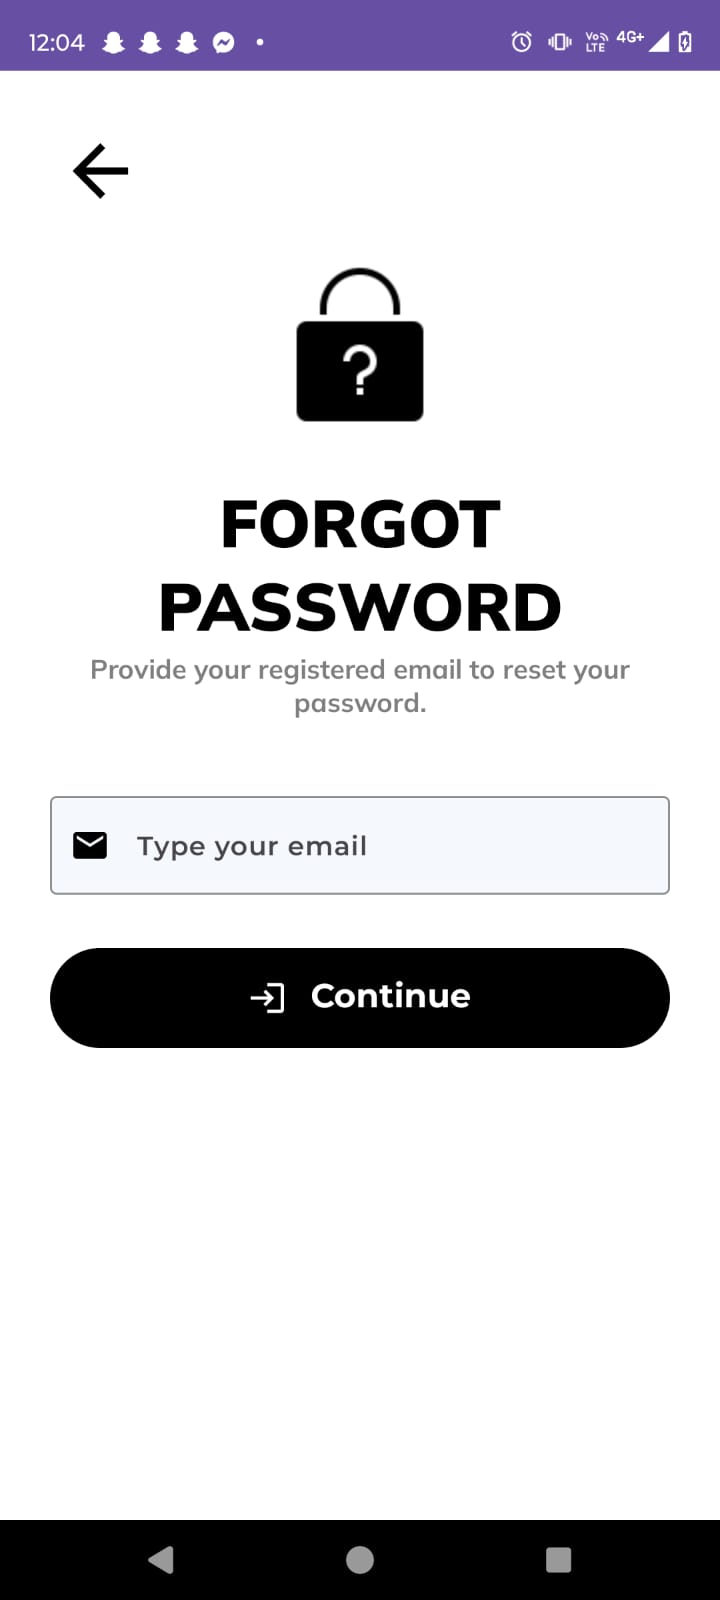 12:04 Vo LTE 4G+
?
FORGOT
PASSWORD
Provide your registered email to reset your
password.
Type your email
Continue